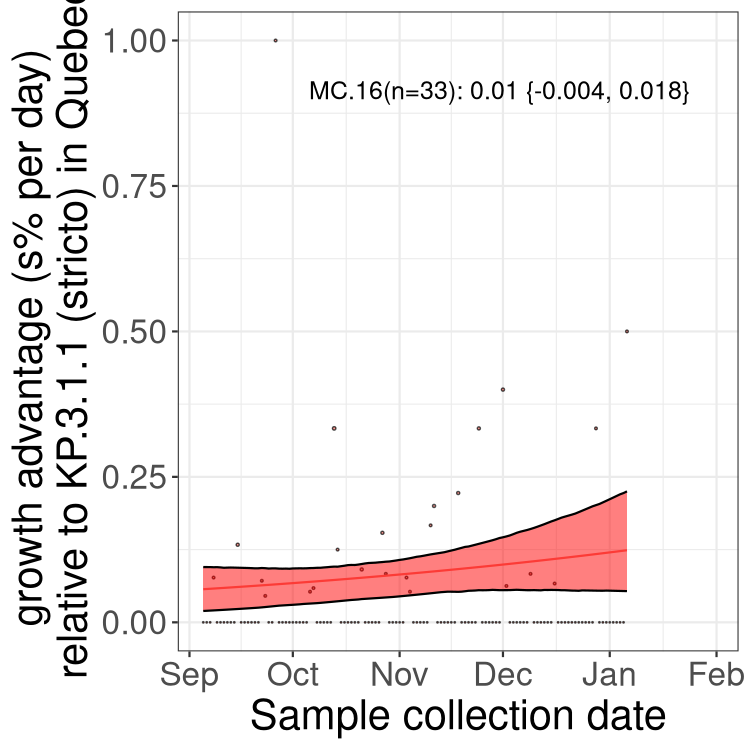 growth advantage (s% per day)
relative to KP.3.1.1 (stricto) in Quebec
1.00
0.75
0.50
0.25
0.00
MC.16(n=33): 0.01 {-0.004, 0.018}
Sep Oct Nov Dec Jan Feb
Sample collection date